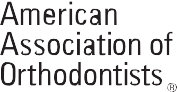 American
Association of
Orthodontists ®